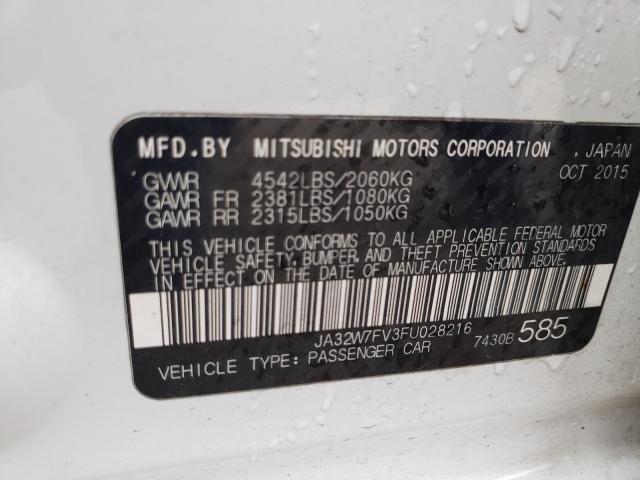 MFD.BY MITSUBISHI MOTORS CORPORATION . JAPAN
GVWR 4542LBS/2060KG OCT 2015
GAWR FR 2381LBS/1080KG
GAWR RR 2315LBS/1050KG
THIS VEHICLE CONFORMS TO ALL APPLICABLE FEDERAL MOTOR
VEHICLE SAFETY, BUMPER, AND THEFT PREVENTION STANDARDS
IN EFFECT ON THE DATE OF MANUFACTURE SHOWN ABOVE.
JA32W7FV3FU028216 7430B 585
VEHICLE TYPE: PASSENGER CAR